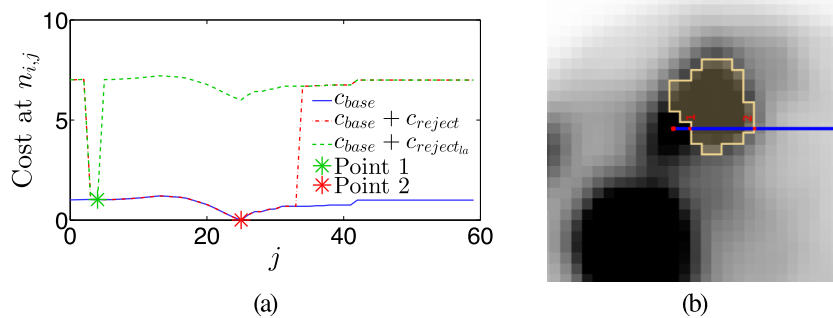 10
5
0
0
20
40
60
Cost at n_{i,j}
j
c_{base}
c_{base} + c_{reject}
c_{base} + c_{reject_{la}}
Point 1
Point 2
(a)
(b)